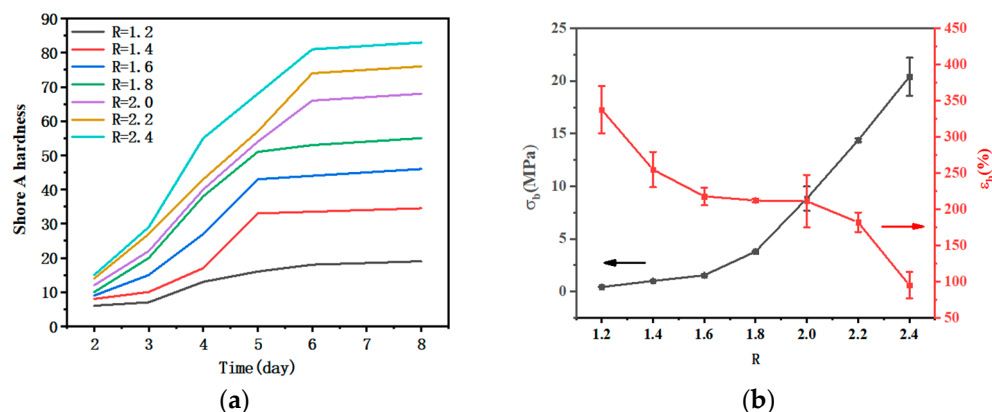 90
80
70
60
50
40
30
20
10
0
Shore A hardness
R=1.2
R=1.4
R=1.6
R=1.8
R=2.0
R=2.2
R=2.4
2 3 4 5 6 7 8
Time(day)
(a)
25
20
15
10
5
0
σb(MPa)
450
400
350
300
250
200
150
100
50
εb(%)
1.2 1.4 1.6 1.8 2.0 2.2 2.4
R
(b)